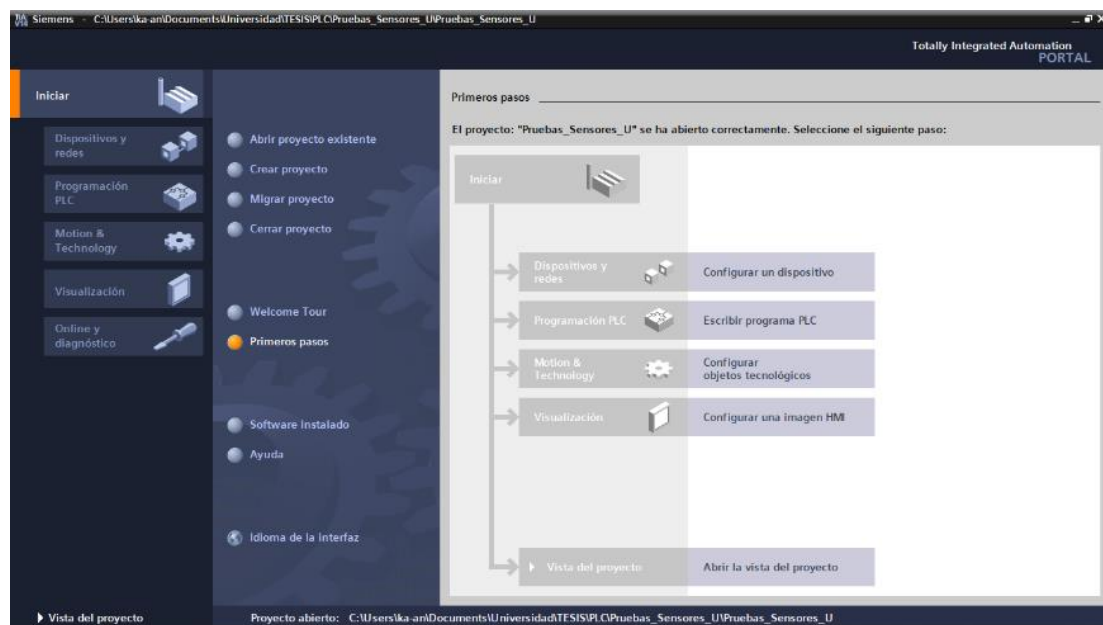 Siemens - C:\Users\ka-an\Documents\Universidad\TESIS\PLC\Pruebas_Sensores_U\Pruebas_Sensores_U
Totally Integrated Automation
PORTAL
Iniciar
Dispositivos y
redes
Programación
PLC
Motion &
Technology
Visualización
Online y
diagnóstico
Abrir proyecto existente
Crear proyecto
Migrar proyecto
Cerrar proyecto
Welcome Tour
Primeros pasos
Software Instalado
Ayuda
Idioma de la interfaz
Primeros pasos
El proyecto: "Pruebas_Sensores_U" se ha abierto correctamente. Seleccione el siguiente paso:
Iniciar
Dispositivos y
redes
Configurar un dispositivo
Programación PLC
Escribir programa PLC
Motion &
Technology
Configurar
objetos tecnológicos
Visualización
Configurar una imagen HMI
Vista del proyecto
Abrir la vista del proyecto
Vista del proyecto
Proyecto abierto: C:\Users\ka-an\Documents\Universidad\TESIS\PLC\Pruebas_Sensores_U\Pruebas_Sensores_U